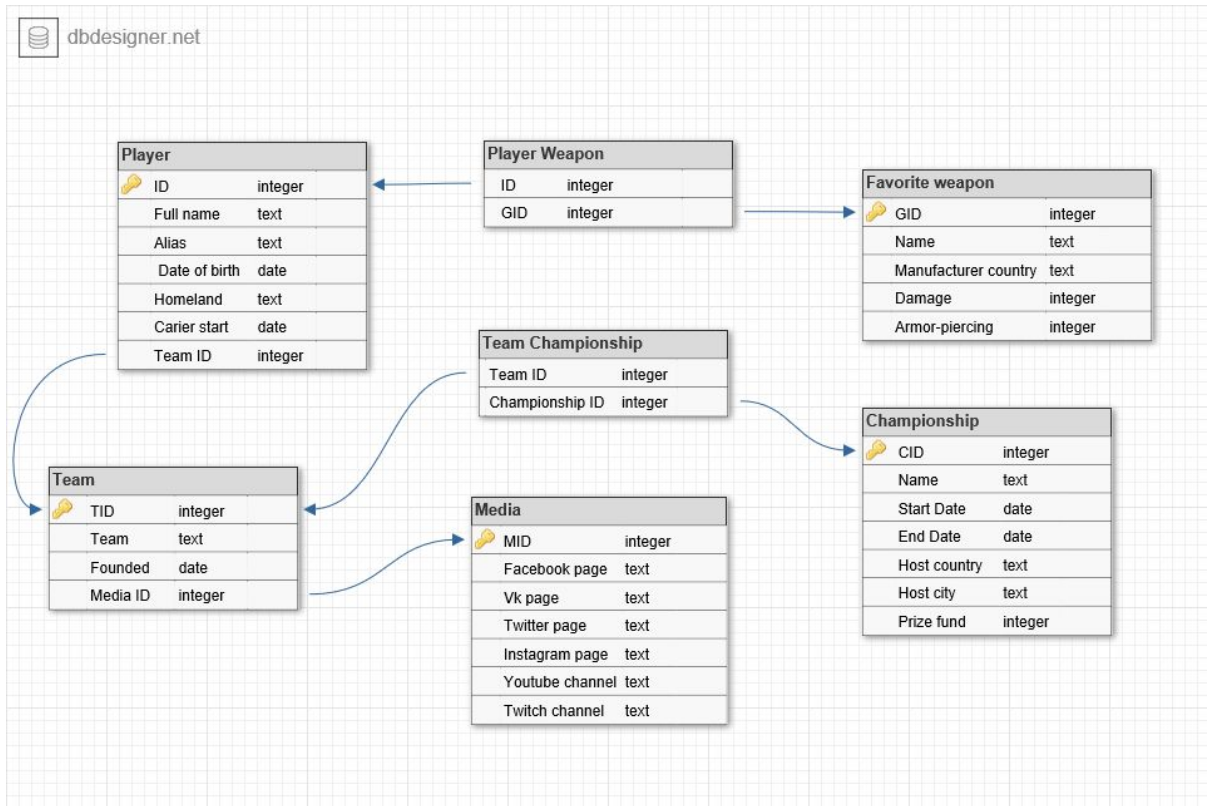 dbdesigner.net
Player
ID integer
Full name text
Alias text
Date of birth date
Homeland text
Carier start date
Team ID integer
Player Weapon
ID integer
GID integer
Favorite weapon
GID integer
Name text
Manufacturer country text
Damage integer
Armor-piercing integer
Team Championship
Team ID integer
Championship ID integer
Championship
CID integer
Name text
Start Date date
End Date date
Host country text
Host city text
Prize fund integer
Team
TID integer
Team text
Founded date
Media ID integer
Media
MID integer
Facebook page text
Vk page text
Twitter page text
Instagram page text
Youtube channel text
Twitch channel text